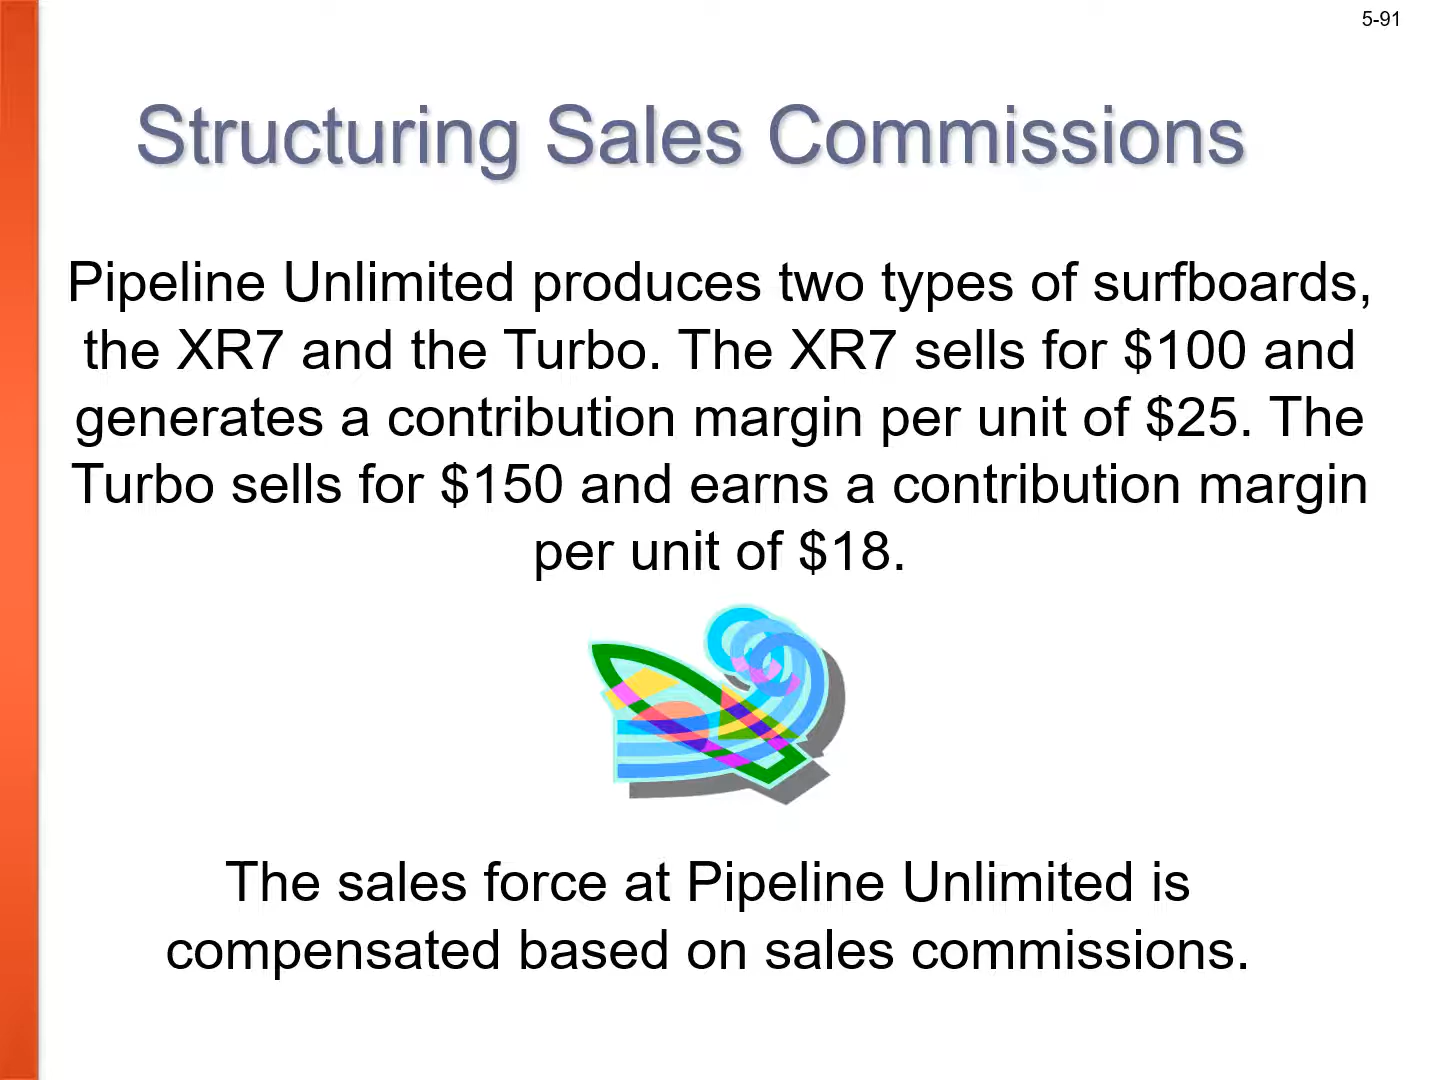 5-91
Structuring Sales Commissions
Pipeline Unlimited produces two types of surfboards,
the XR7 and the Turbo. The XR7 sells for $100 and
generates a contribution margin per unit of $25. The
Turbo sells for $150 and earns a contribution margin
per unit of $18.
The sales force at Pipeline Unlimited is
compensated based on sales commissions.